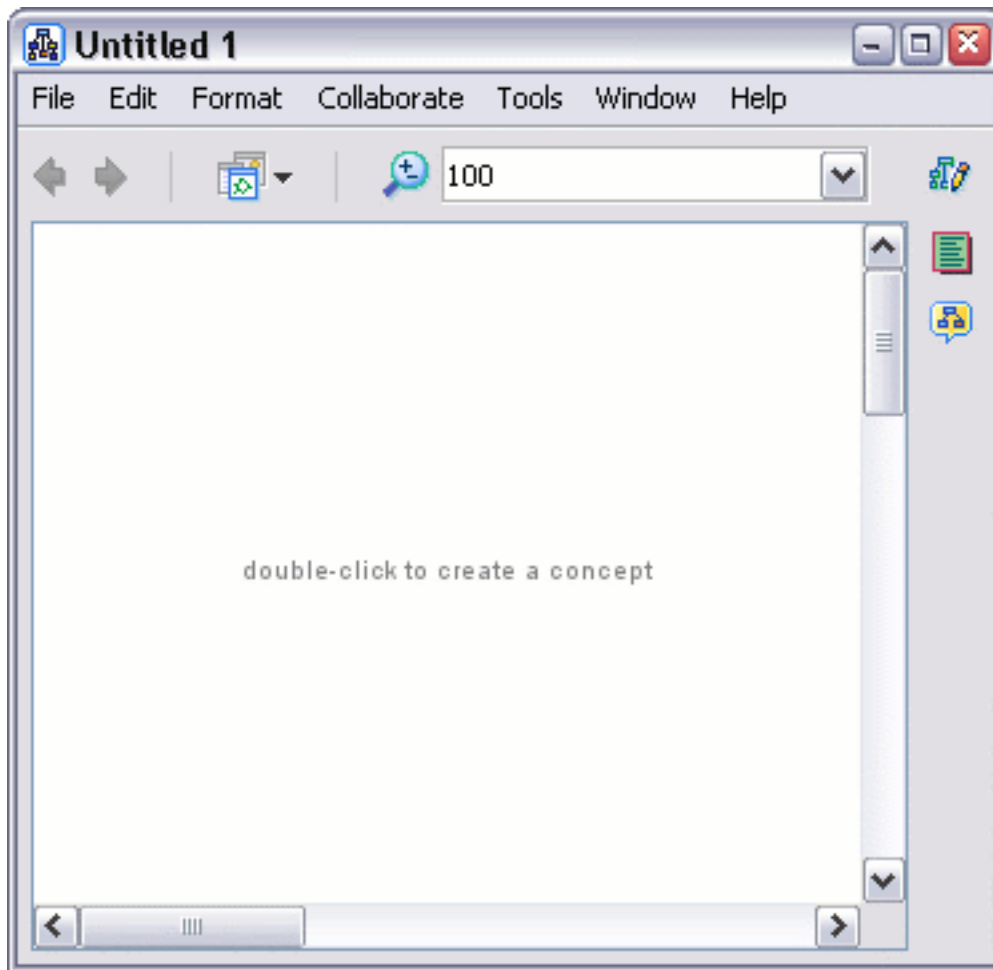 Untitled 1
File Edit Format Collaborate Tools Window Help
100
double-click to create a concept